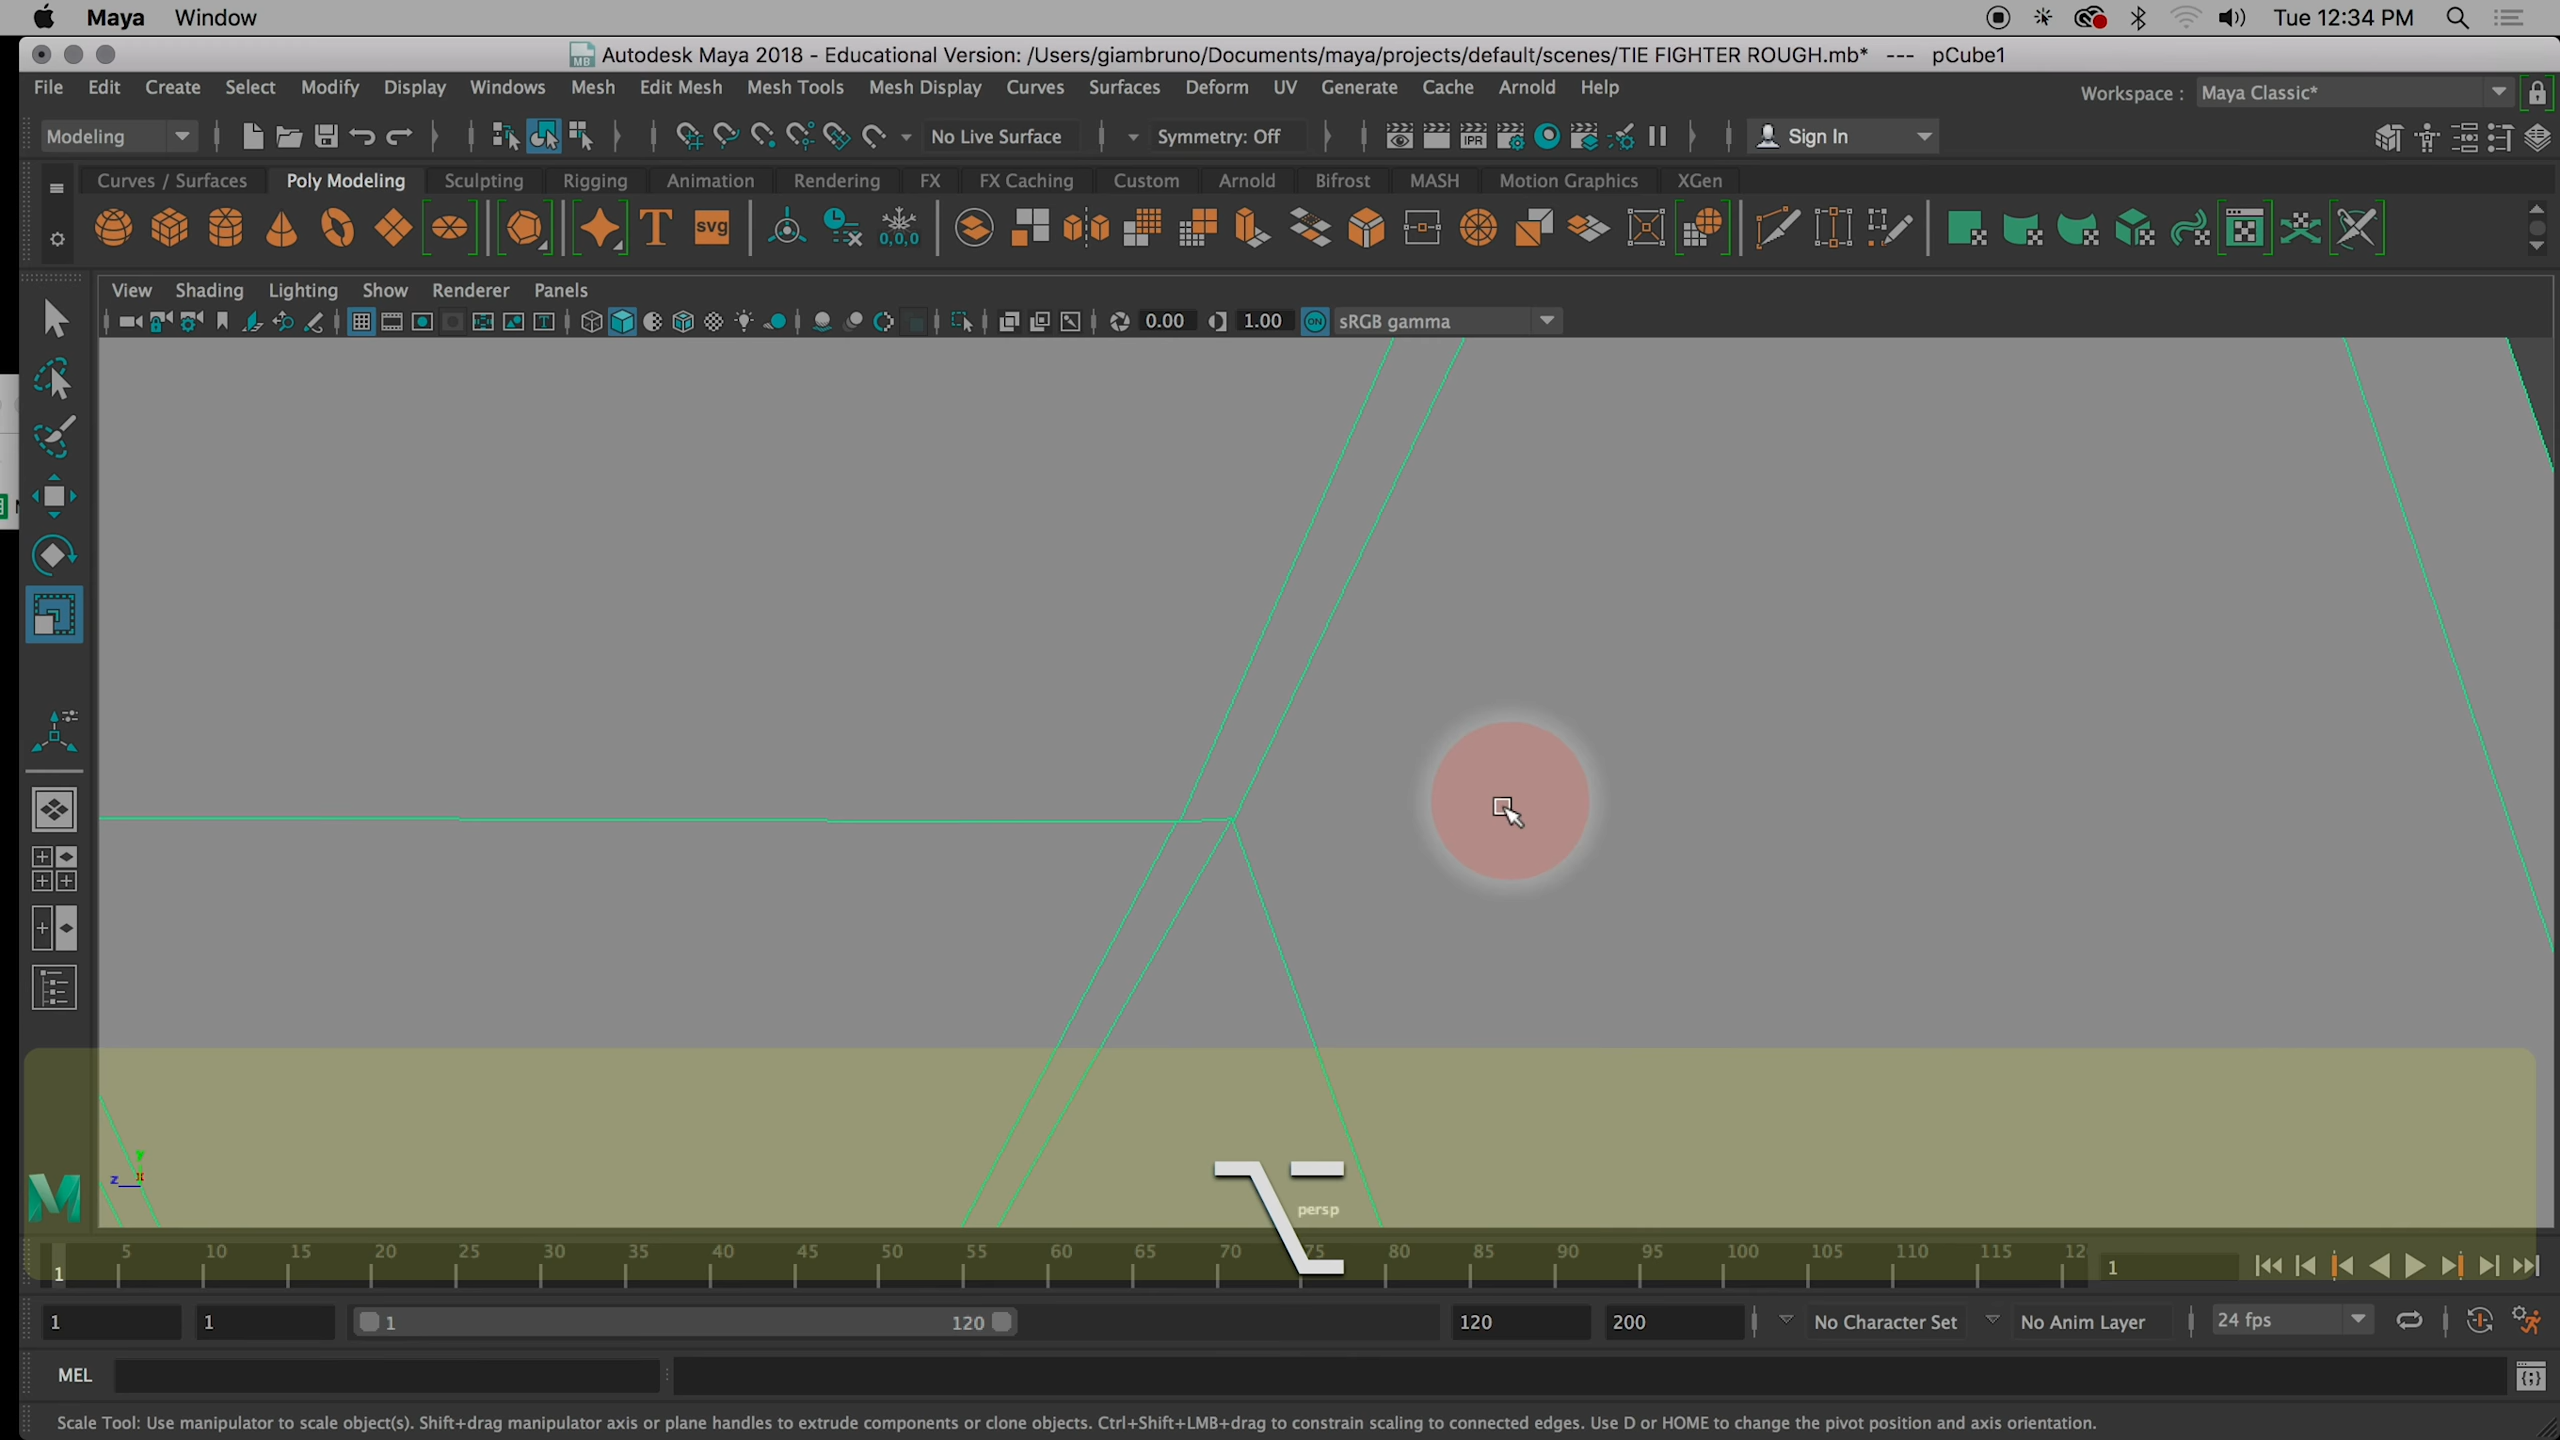 Maya Window Tue 12:34 PM
Autodesk Maya 2018 - Educational Version: /Users/giambruno/Documents/maya/projects/default/scenes/TIE FIGHTER ROUGH.mb* --- pCube1
File Edit Create Select Modify Display Windows Mesh Edit Mesh Mesh Tools Mesh Display Curves Surfaces Deform UV Generate Cache Arnold Help Workspace : Maya Classic*
Modeling No Live Surface Symmetry: Off IPR Sign In
Curves / Surfaces Poly Modeling Sculpting Rigging Animation Rendering FX FX Caching Custom Arnold Bifrost MASH Motion Graphics XGen
T svg 0,0,0
View Shading Lighting Show Renderer Panels
0.00 1.00 ON sRGB gamma
Y
Z
persp
5 10 15 20 25 30 35 40 45 50 55 60 65 70 75 80 85 90 95 100 105 110 115 12
1 1
1 1 1 120 120 200 No Character Set No Anim Layer 24 fps
MEL
Scale Tool: Use manipulator to scale object(s). Shift+drag manipulator axis or plane handles to extrude components or clone objects. Ctrl+Shift+LMB+drag to constrain scaling to connected edges. Use D or HOME to change the pivot position and axis orientation.